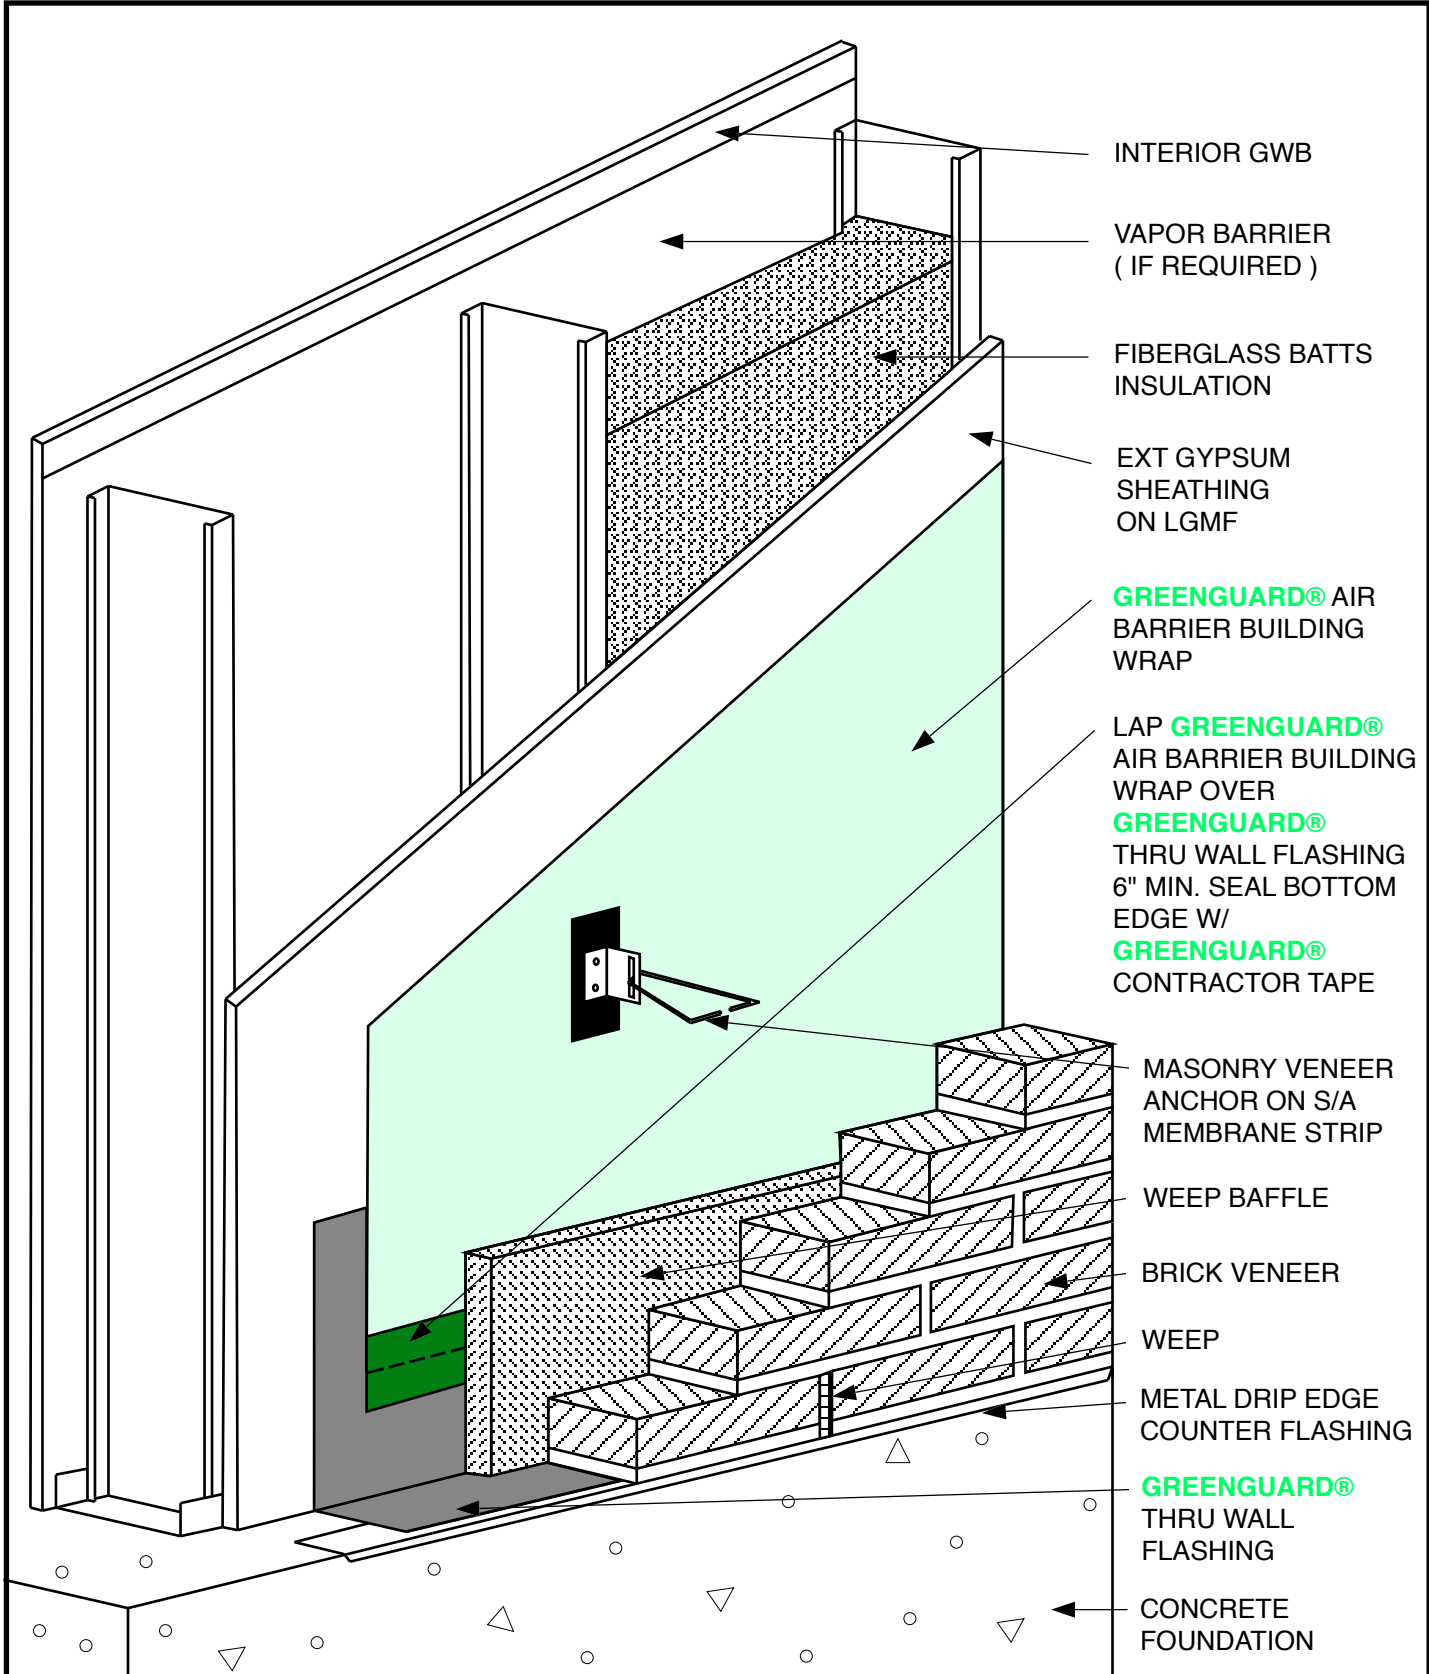 INTERIOR GWB
VAPOR BARRIER
( IF REQUIRED )
FIBERGLASS BATTS
INSULATION
EXT GYPSUM
SHEATHING
ON LGMF
GREENGUARD® AIR
BARRIER BUILDING
WRAP
LAP GREENGUARD®
AIR BARRIER BUILDING
WRAP OVER
GREENGUARD®
THRU WALL FLASHING
6" MIN. SEAL BOTTOM
EDGE W/
GREENGUARD®
CONTRACTOR TAPE
MASONRY VENEER
ANCHOR ON S/A
MEMBRANE STRIP
WEEP BAFFLE
BRICK VENEER
WEEP
METAL DRIP EDGE
COUNTER FLASHING
GREENGUARD®
THRU WALL
FLASHING
CONCRETE
FOUNDATION